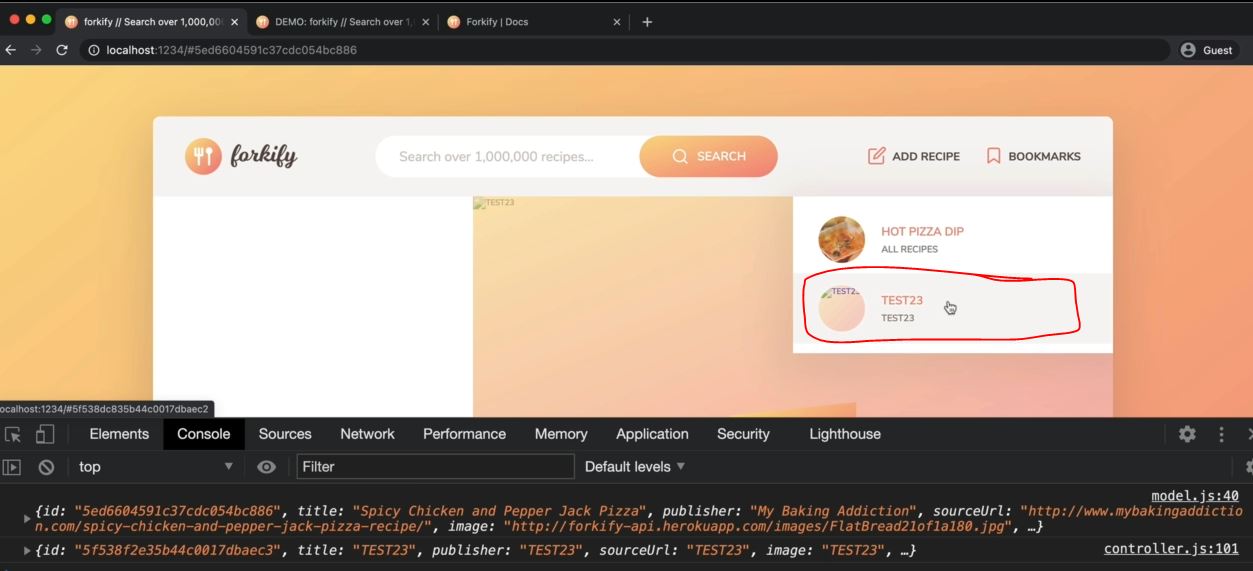 forkify // Search over 1,000,00
DEMO: forkify // Search over 1,
Forkify | Docs
localhost:1234/#5ed6604591c37cdc054bc886
Guest
forkify
Search over 1,000,000 recipes...
SEARCH
ADD RECIPE
BOOKMARKS
TEST23
HOT PIZZA DIP
ALL RECIPES
TEST2
TEST23
TEST23
ocalhost:1234/#5f538dc835b44c0017dbaec2
Elements Console Sources Network Performance Memory Application Security Lighthouse
top
Filter
Default levels
model.js:40
{id: "5ed6604591c37cdc054bc886", title: "Spicy Chicken and Pepper Jack Pizza", publisher: "My Baking Addiction", sourceUrl: "http://www.mybakingaddictio
n.com/spicy-chicken-and-pepper-jack-pizza-recipe/", image: "http://forkify-api.herokuapp.com/images/FlatBread21of1a180.jpg", …}
{id: "5f538f2e35b44c0017dbaec3", title: "TEST23", publisher: "TEST23", sourceUrl: "TEST23", image: "TEST23", …}
controller.js:101